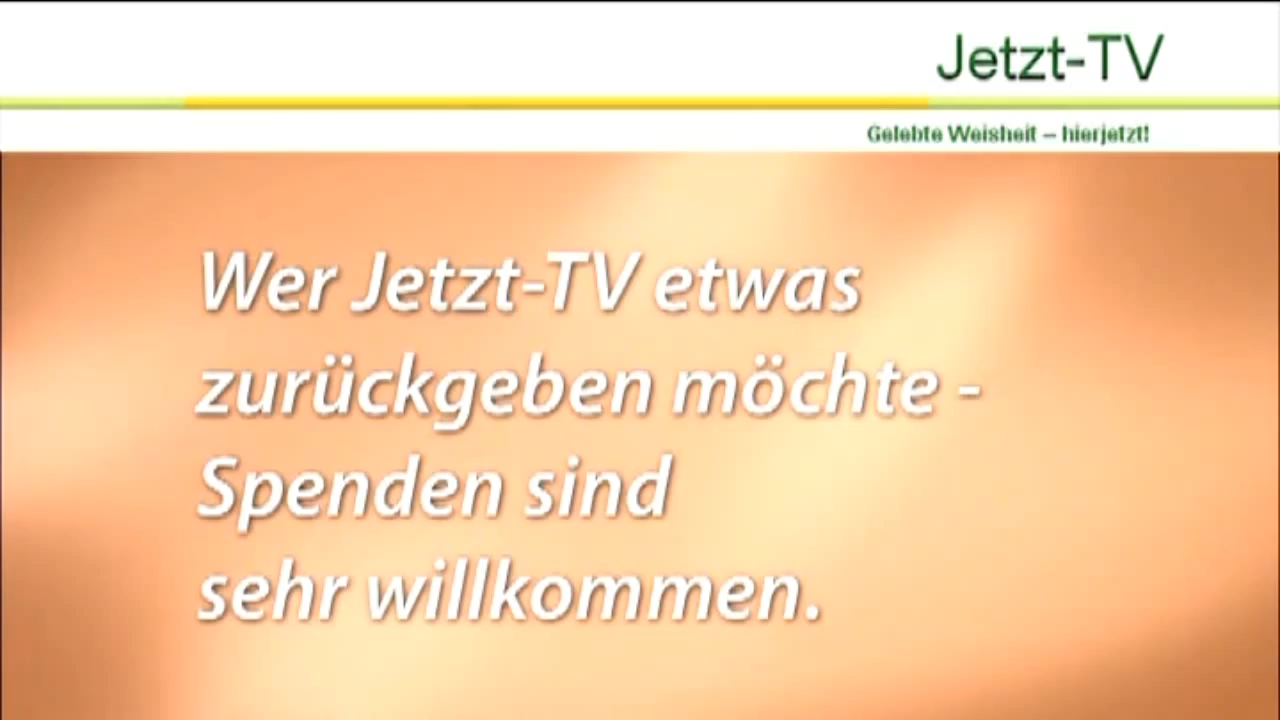 Jetzt-TV
Gelebte Weisheit – hierjetzt!
Wer Jetzt-TV etwas
zurückgeben möchte -
Spenden sind
sehr willkommen.